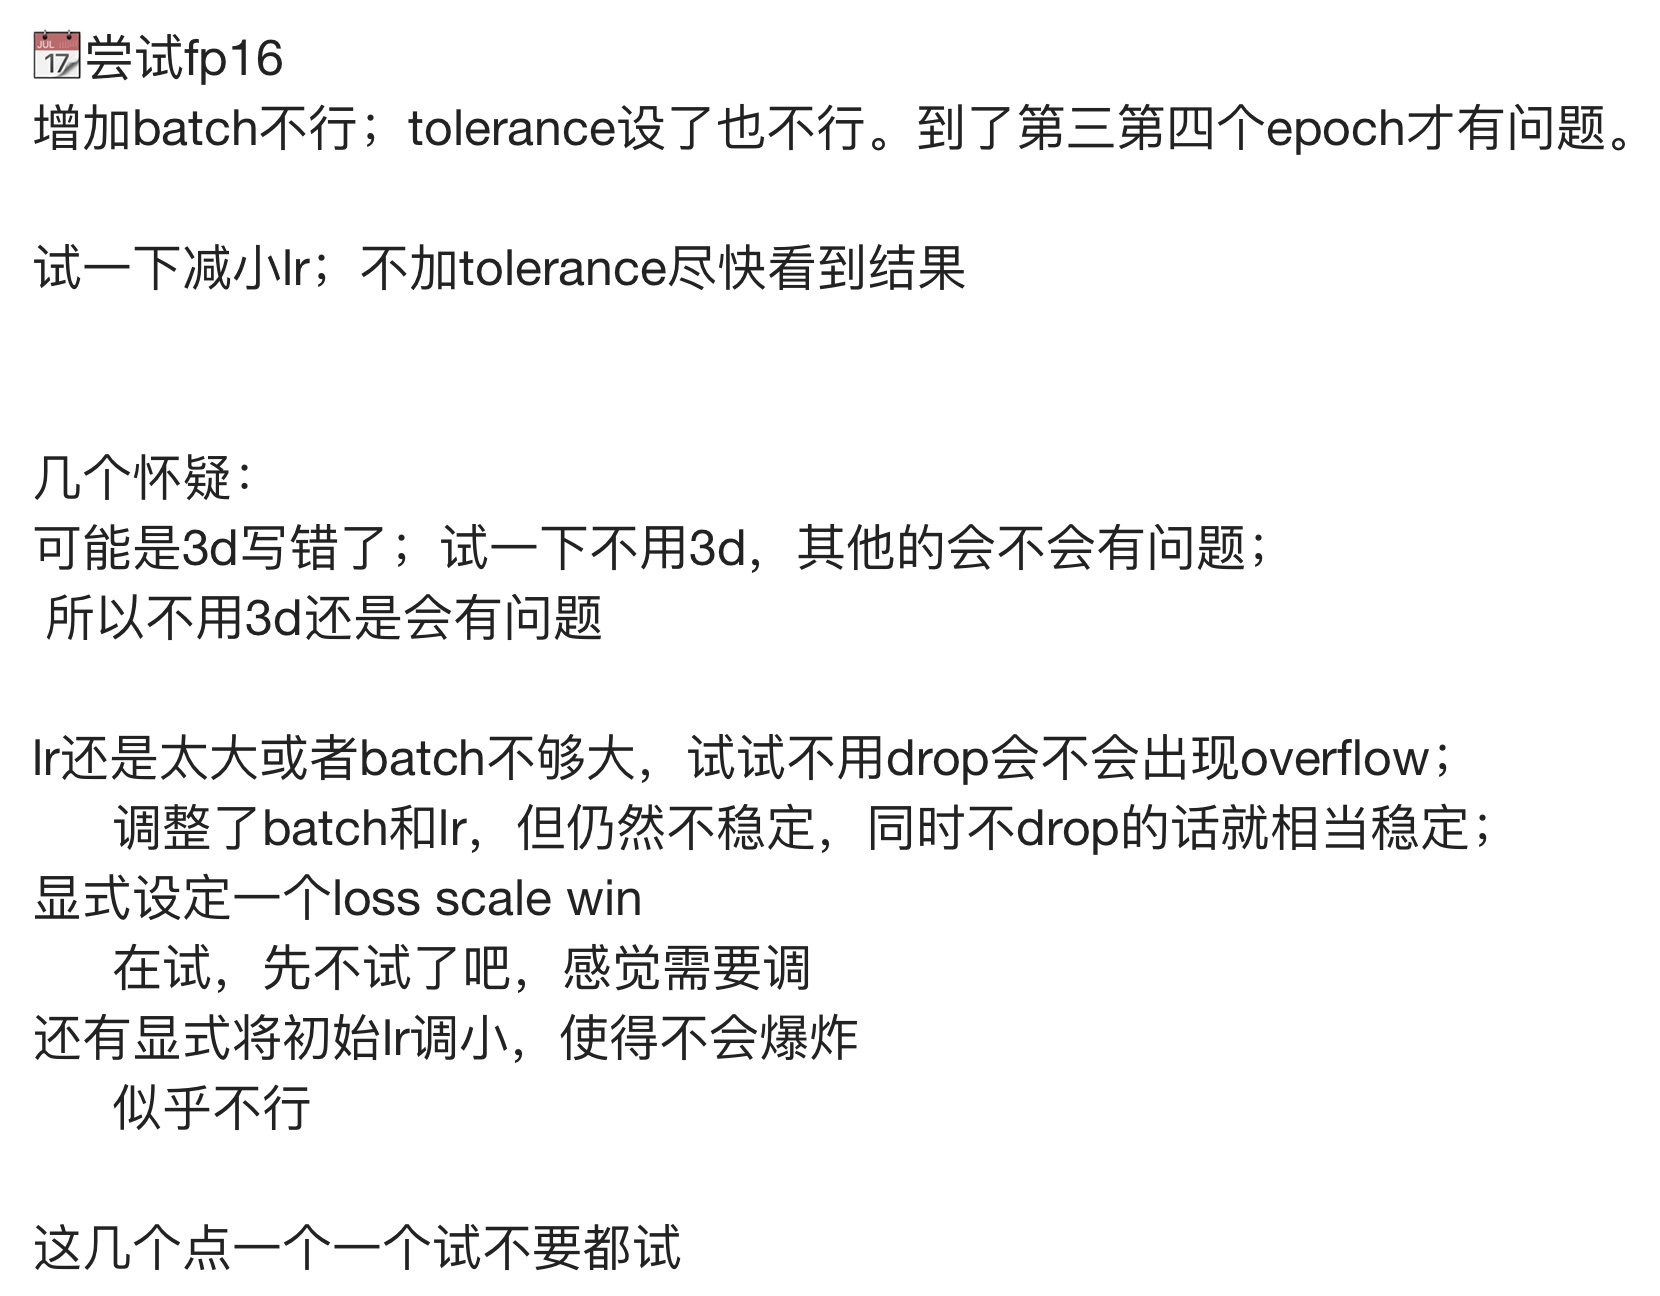 📆尝试fp16
增加batch不行；tolerance设了也不行。到了第三第四个epoch才有问题。
试一下减小lr；不加tolerance尽快看到结果
几个怀疑：
可能是3d写错了；试一下不用3d，其他的会不会有问题；
所以不用3d还是会有问题
lr还是太大或者batch不够大，试试不用drop会不会出现overflow；
调整了batch和lr，但仍然不稳定，同时不drop的话就相当稳定；
显式设定一个loss scale win
在试，先不试了吧，感觉需要调
还有显式将初始lr调小，使得不会爆炸
似乎不行
这几个点一个一个试不要都试